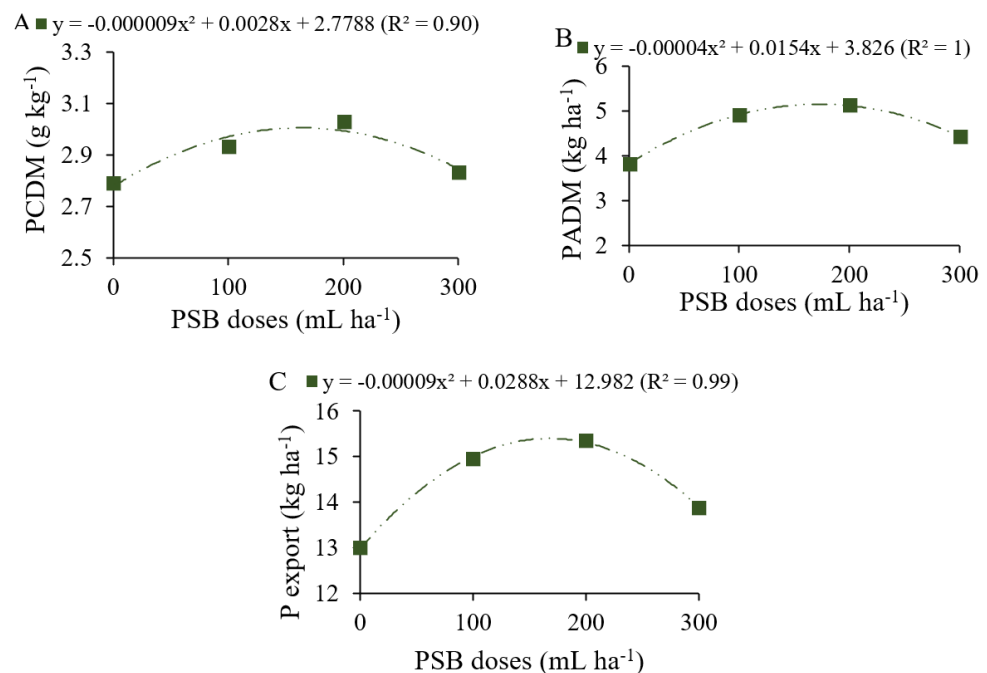 A ■ y = -0.000009x² + 0.0028x + 2.7788 (R² = 0.90)
3.3
3.1
2.9
2.7
2.5
PCDM (g kg⁻¹)
0 100 200 300
PSB doses (mL ha⁻¹)
B ■ y = -0.00004x² + 0.0154x + 3.826 (R² = 1)
6
5
4
3
2
PADM (kg ha⁻¹)
0 100 200 300
PSB doses (mL ha⁻¹)
C ■ y = -0.00009x² + 0.0288x + 12.982 (R² = 0.99)
16
15
14
13
12
P export (kg ha⁻¹)
0 100 200 300
PSB doses (mL ha⁻¹)